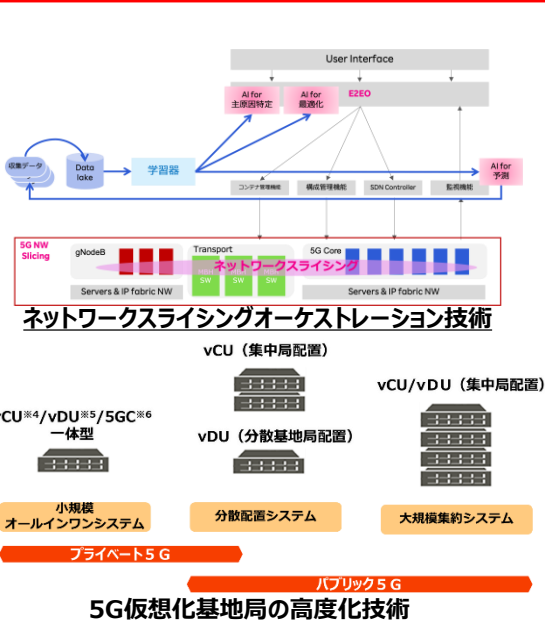 User Interface
AI for
主原因特定
AI for
最適化
E2EO
収集データ
Data
lake
学習器
AI for
予測
コンテナ管理機能
構成管理機能
SDN Controller
監視機能
5G NW
Slicing
gNodeB
Transport
5G Core
ネットワークスライシング
SW
SW
SW
Servers & IP fabric NW
Servers & IP fabric NW
ネットワークスライシングオーケストレーション技術
vCU（集中局配置）
vCU/vDU（集中局配置）
vCU※4/vDU※5/5GC※6
一体型
vDU（分散基地局配置）
小規模
オールインワンシステム
分散配置システム
大規模集約システム
プライベート５Ｇ
パブリック５Ｇ
5G仮想化基地局の高度化技術